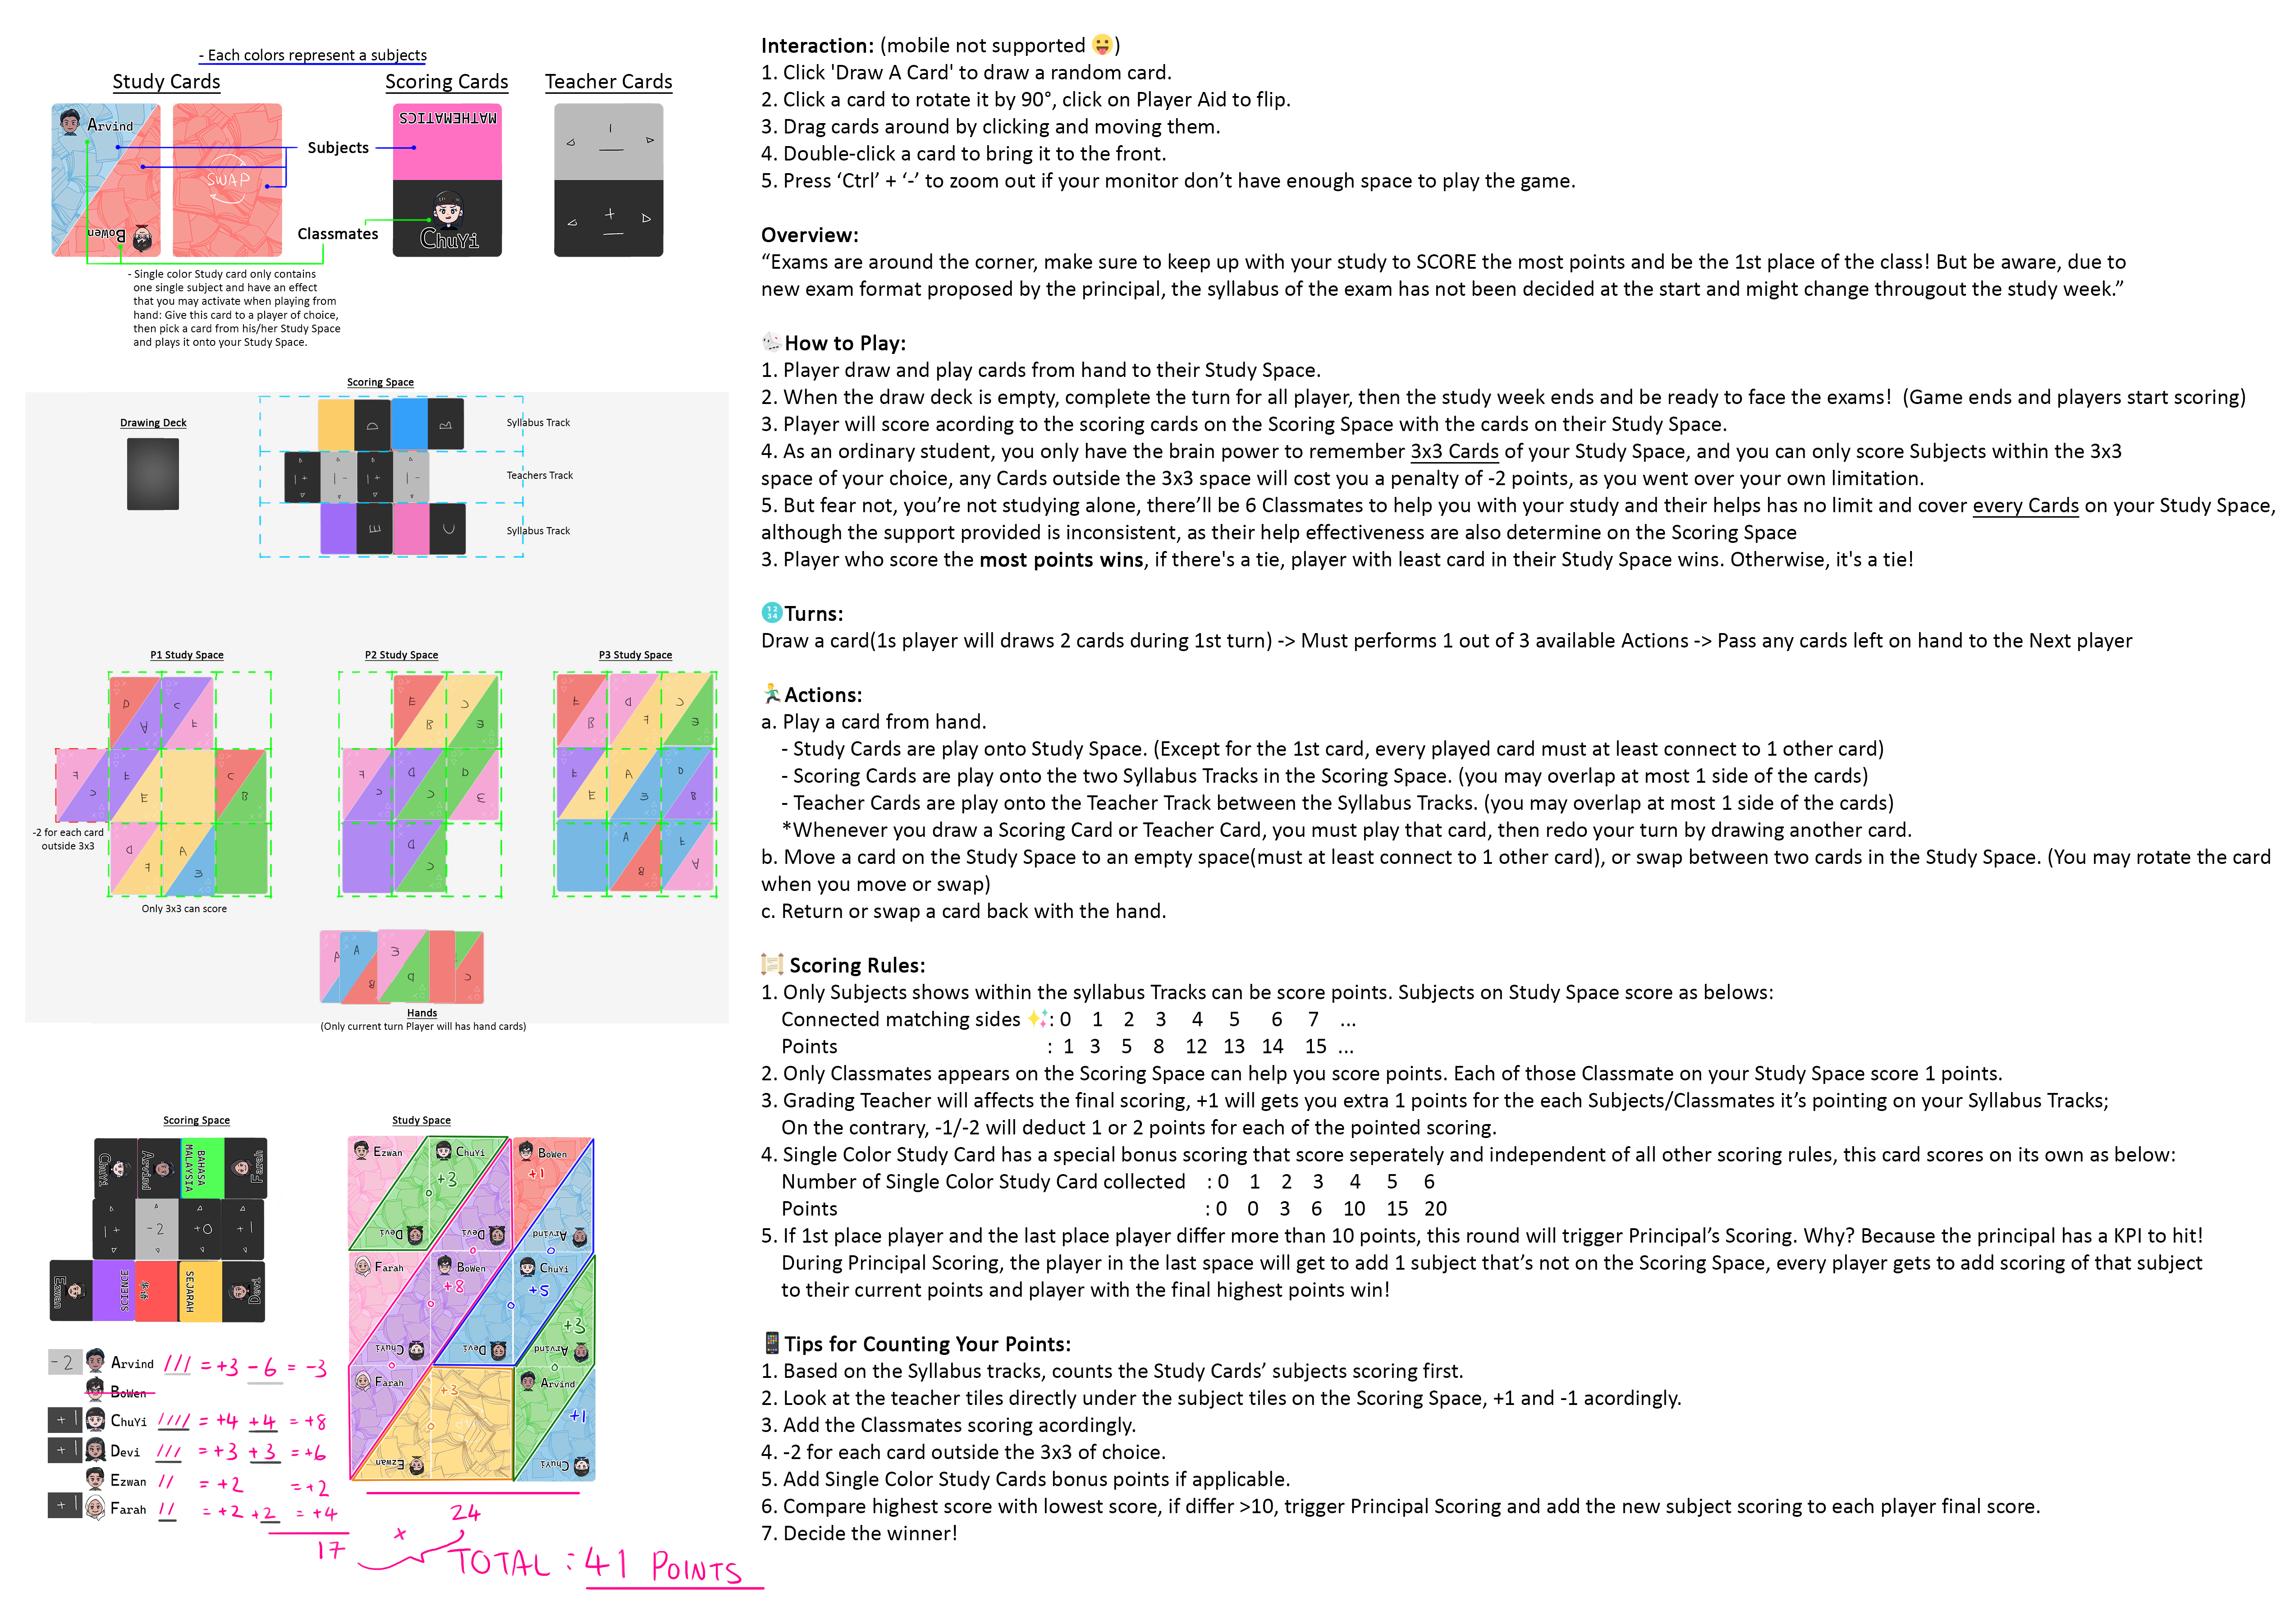 - Each colors represent a subjects
Study Cards
Scoring Cards
Teacher Cards
Arvind
Bowen
SWAP
Subjects
Classmates
MATHEMATICS
ChuYi
- Single color Study card only contains
one single subject and have an effect
that you may activate when playing from
hand: Give this card to a player of choice,
then pick a card from his/her Study Space
and plays it onto your Study Space.
Scoring Space
Drawing Deck
Syllabus Track
Teachers Track
Syllabus Track
P1 Study Space
P2 Study Space
P3 Study Space
-2 for each card
outside 3x3
Only 3x3 can score
Hands
(Only current turn Player will has hand cards)
Scoring Space
ChuYi
Arvind
BAHASA
MALAYSIA
Farah
1+
-2
+0
+1
Ezwan
SCIENCE
SEJARAH
Devi
-2 Arvind /// = +3 -6 = -3
BoWen
+1 ChuYi //// = +4 +4 = +8
+1 Devi /// = +3 +3 = +6
Ezwan // = +2 = +2
+1 Farah // = +2 +2 = +4
17
Study Space
Ezwan
ChuYi
BoWen
+3
+1
Devi
Devi
Arvind
Farah
BoWen
ChuYi
+8
+5
+3
ChuYi
Devi
Arvind
Farah
+3
Arvind
+1
Ezwan
ChuYi
24
TOTAL : 41 POINTS
Interaction: (mobile not supported 😛)
1. Click 'Draw A Card' to draw a random card.
2. Click a card to rotate it by 90°, click on Player Aid to flip.
3. Drag cards around by clicking and moving them.
4. Double-click a card to bring it to the front.
5. Press ‘Ctrl’ + ‘-’ to zoom out if your monitor don’t have enough space to play the game.
Overview:
“Exams are around the corner, make sure to keep up with your study to SCORE the most points and be the 1st place of the class! But be aware, due to
new exam format proposed by the principal, the syllabus of the exam has not been decided at the start and might change througout the study week.”
How to Play:
1. Player draw and play cards from hand to their Study Space.
2. When the draw deck is empty, complete the turn for all player, then the study week ends and be ready to face the exams! (Game ends and players start scoring)
3. Player will score acording to the scoring cards on the Scoring Space with the cards on their Study Space.
4. As an ordinary student, you only have the brain power to remember 3x3 Cards of your Study Space, and you can only score Subjects within the 3x3
space of your choice, any Cards outside the 3x3 space will cost you a penalty of -2 points, as you went over your own limitation.
5. But fear not, you’re not studying alone, there’ll be 6 Classmates to help you with your study and their helps has no limit and cover every Cards on your Study Space,
although the support provided is inconsistent, as their help effectiveness are also determine on the Scoring Space
3. Player who score the most points wins, if there's a tie, player with least card in their Study Space wins. Otherwise, it's a tie!
Turns:
Draw a card(1s player will draws 2 cards during 1st turn) -> Must performs 1 out of 3 available Actions -> Pass any cards left on hand to the Next player
Actions:
a. Play a card from hand.
- Study Cards are play onto Study Space. (Except for the 1st card, every played card must at least connect to 1 other card)
- Scoring Cards are play onto the two Syllabus Tracks in the Scoring Space. (you may overlap at most 1 side of the cards)
- Teacher Cards are play onto the Teacher Track between the Syllabus Tracks. (you may overlap at most 1 side of the cards)
*Whenever you draw a Scoring Card or Teacher Card, you must play that card, then redo your turn by drawing another card.
b. Move a card on the Study Space to an empty space(must at least connect to 1 other card), or swap between two cards in the Study Space. (You may rotate the card
when you move or swap)
c. Return or swap a card back with the hand.
Scoring Rules:
1. Only Subjects shows within the syllabus Tracks can be score points. Subjects on Study Space score as belows:
Connected matching sides ✨: 0 1 2 3 4 5 6 7 ...
Points : 1 3 5 8 12 13 14 15 ...
2. Only Classmates appears on the Scoring Space can help you score points. Each of those Classmate on your Study Space score 1 points.
3. Grading Teacher will affects the final scoring, +1 will gets you extra 1 points for the each Subjects/Classmates it’s pointing on your Syllabus Tracks;
On the contrary, -1/-2 will deduct 1 or 2 points for each of the pointed scoring.
4. Single Color Study Card has a special bonus scoring that score seperately and independent of all other scoring rules, this card scores on its own as below:
Number of Single Color Study Card collected : 0 1 2 3 4 5 6
Points : 0 0 3 6 10 15 20
5. If 1st place player and the last place player differ more than 10 points, this round will trigger Principal’s Scoring. Why? Because the principal has a KPI to hit!
During Principal Scoring, the player in the last space will get to add 1 subject that’s not on the Scoring Space, every player gets to add scoring of that subject
to their current points and player with the final highest points win!
Tips for Counting Your Points:
1. Based on the Syllabus tracks, counts the Study Cards’ subjects scoring first.
2. Look at the teacher tiles directly under the subject tiles on the Scoring Space, +1 and -1 acordingly.
3. Add the Classmates scoring acordingly.
4. -2 for each card outside the 3x3 of choice.
5. Add Single Color Study Cards bonus points if applicable.
6. Compare highest score with lowest score, if differ >10, trigger Principal Scoring and add the new subject scoring to each player final score.
7. Decide the winner!